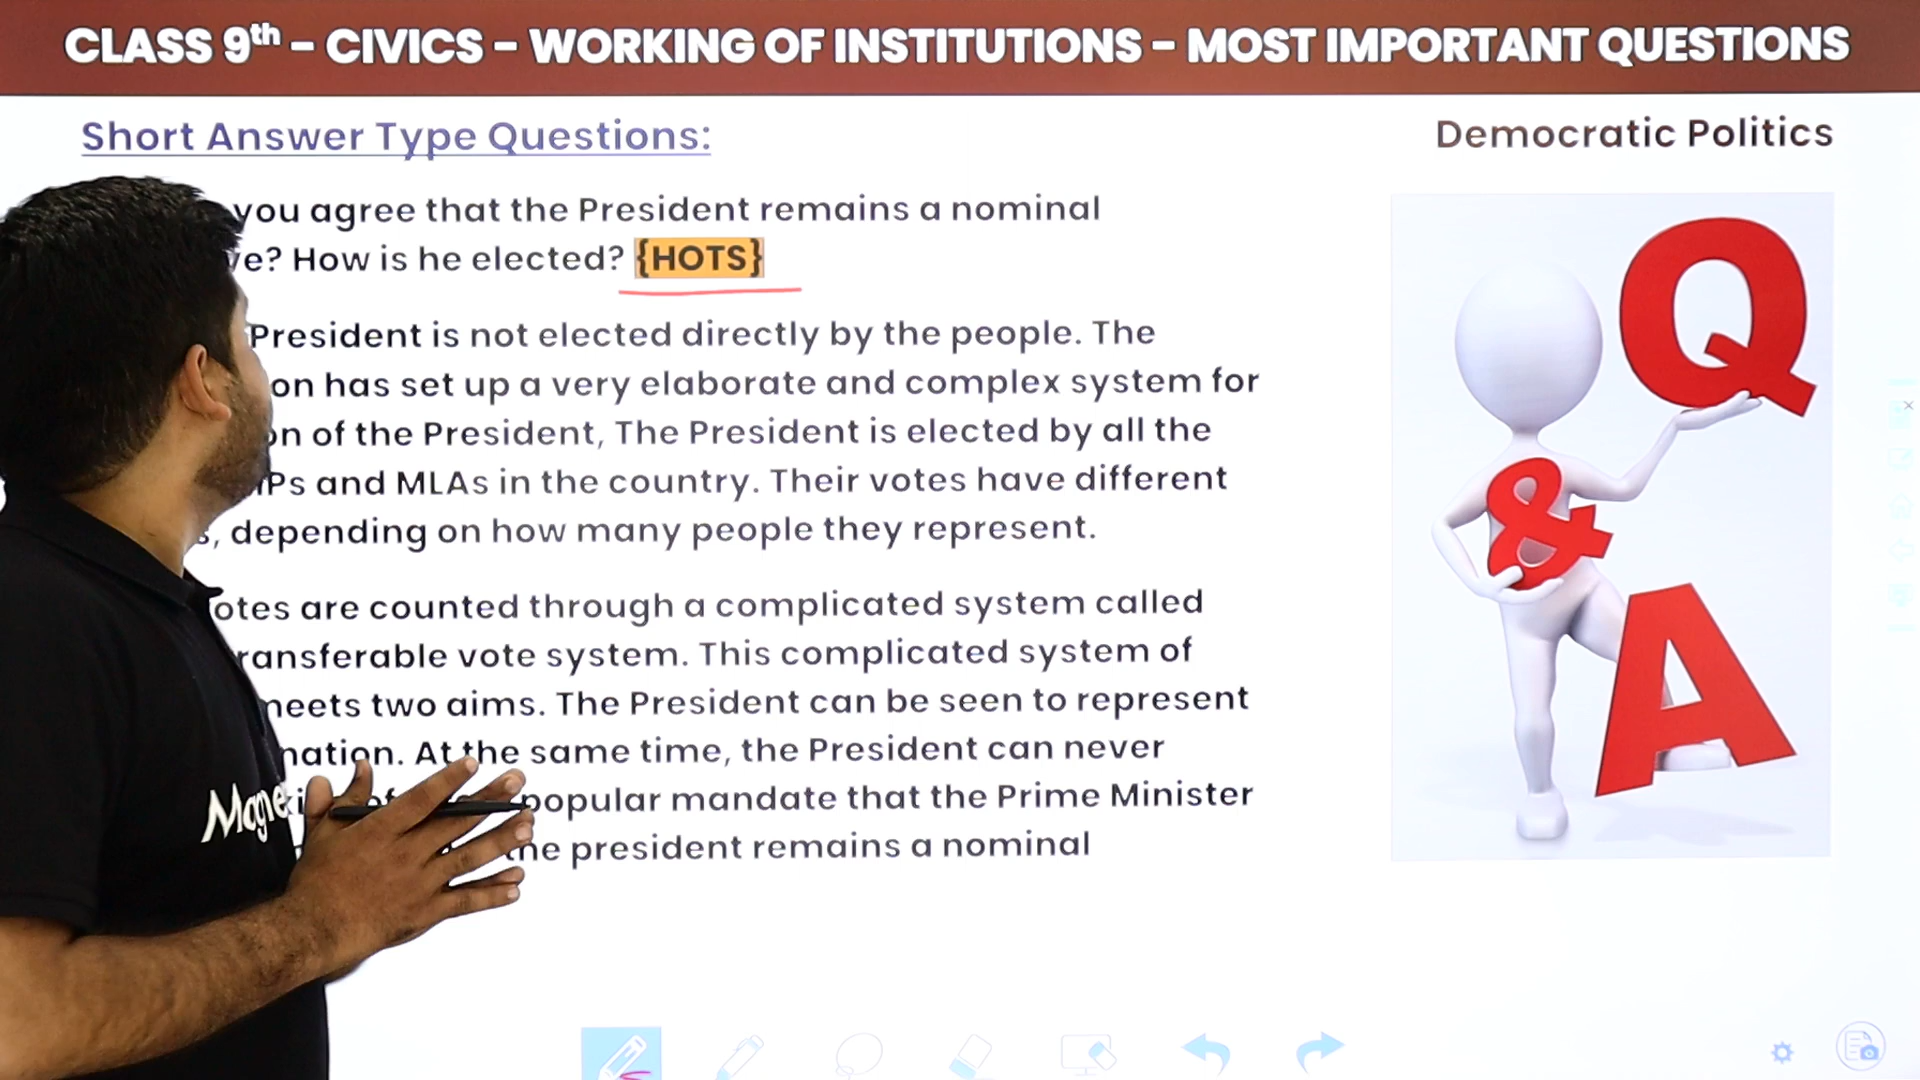 CLASS 9th – CIVICS – WORKING OF INSTITUTIONS – MOST IMPORTANT QUESTIONS
Short Answer Type Questions:
Democratic Politics
you agree that the President remains a nominal
? How is he elected? {HOTS}
President is not elected directly by the people. The
has set up a very elaborate and complex system for
of the President, The President is elected by all the
and MLAs in the country. Their votes have different
, depending on how many people they represent.
are counted through a complicated system called
vote system. This complicated system of
two aims. The President can be seen to represent
nation. At the same time, the President can never
popular mandate that the Prime Minister
the president remains a nominal
Q
&
A